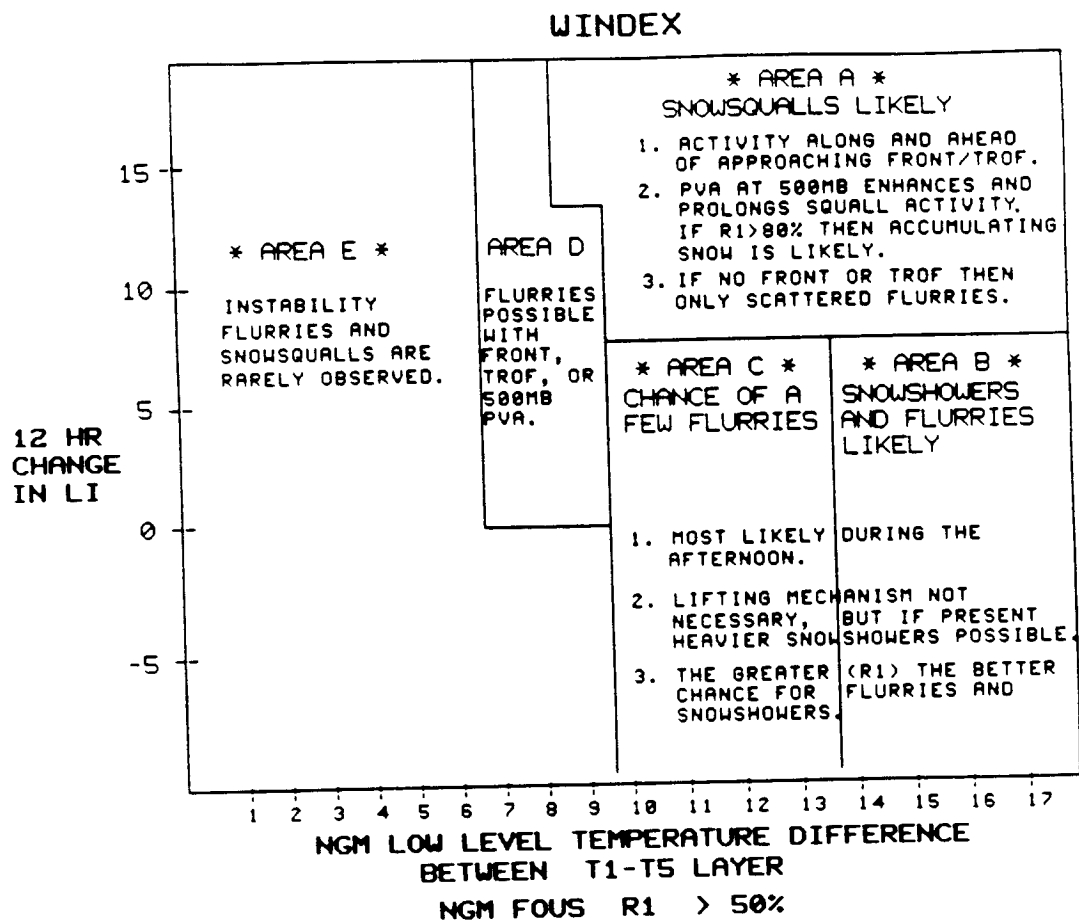 WINDEX
* AREA A *
SNOWSQUALLS LIKELY
1. ACTIVITY ALONG AND AHEAD
OF APPROACHING FRONT/TROF.
2. PVA AT 500MB ENHANCES AND
PROLONGS SQUALL ACTIVITY.
IF R1>80% THEN ACCUMULATING
SNOW IS LIKELY.
3. IF NO FRONT OR TROF THEN
ONLY SCATTERED FLURRIES.
* AREA E *
INSTABILITY
FLURRIES AND
SNOWSQUALLS ARE
RARELY OBSERVED.
AREA D
FLURRIES
POSSIBLE
WITH
FRONT,
TROF, OR
500MB
PVA.
* AREA C *
CHANCE OF A
FEW FLURRIES
* AREA B *
SNOWSHOWERS
AND FLURRIES
LIKELY
1. MOST LIKELY DURING THE
AFTERNOON.
2. LIFTING MECHANISM NOT
NECESSARY, BUT IF PRESENT
HEAVIER SNOWSHOWERS POSSIBLE.
3. THE GREATER (R1) THE BETTER
CHANCE FOR FLURRIES AND
SNOWSHOWERS.
15
10
5
0
-5
12 HR
CHANGE
IN LI
1 2 3 4 5 6 7 8 9 10 11 12 13 14 15 16 17
NGM LOW LEVEL TEMPERATURE DIFFERENCE
BETWEEN T1-T5 LAYER
NGM FOUS R1 > 50%